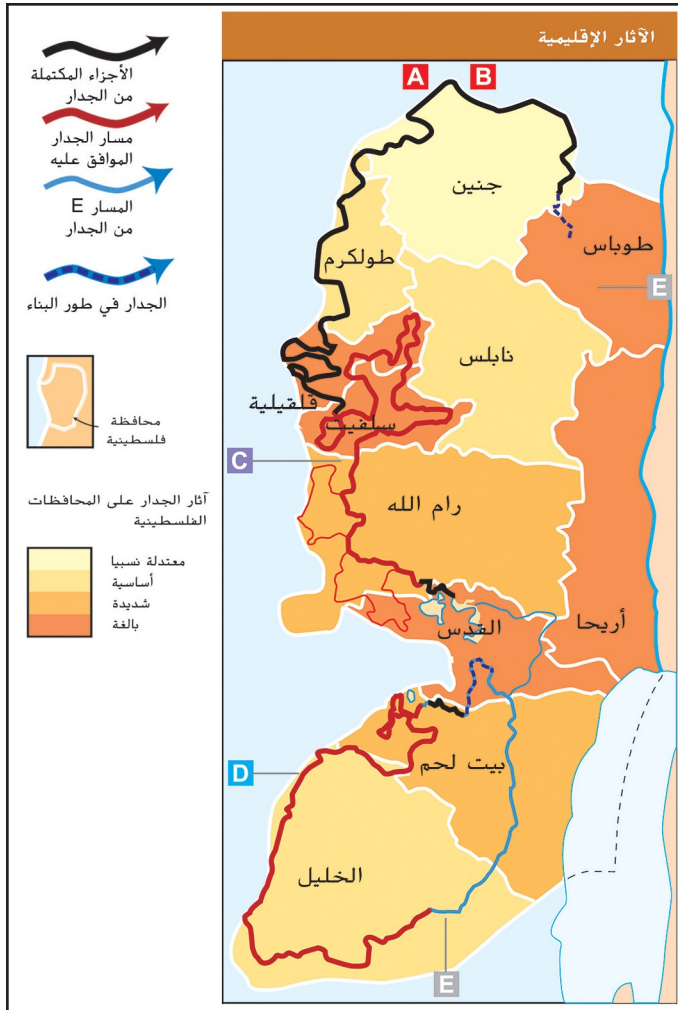 الآثار الإقليمية
الأجزاء المكتملة
من الجدار
مسار الجدار
الموافق عليه
المسار E
من الجدار
الجدار في طور البناء
محافظة
فلسطينية
آثار الجدار على المحافظات
الفلسطينية
معتدلة نسبيا
أساسية
شديدة
بالغة
A
B
جنين
طوباس
طولكرم
E
نابلس
قلقيلية
سلفيت
C
رام الله
أريحا
القدس
بيت لحم
D
الخليل
E